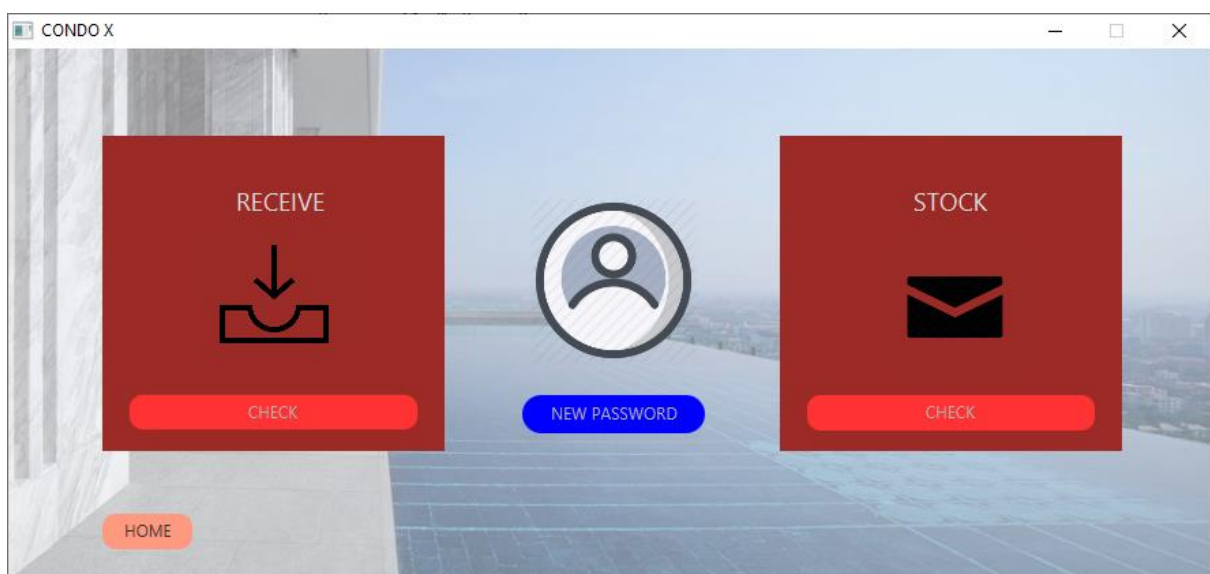 CONDO X
RECEIVE
STOCK
CHECK
NEW PASSWORD
CHECK
HOME